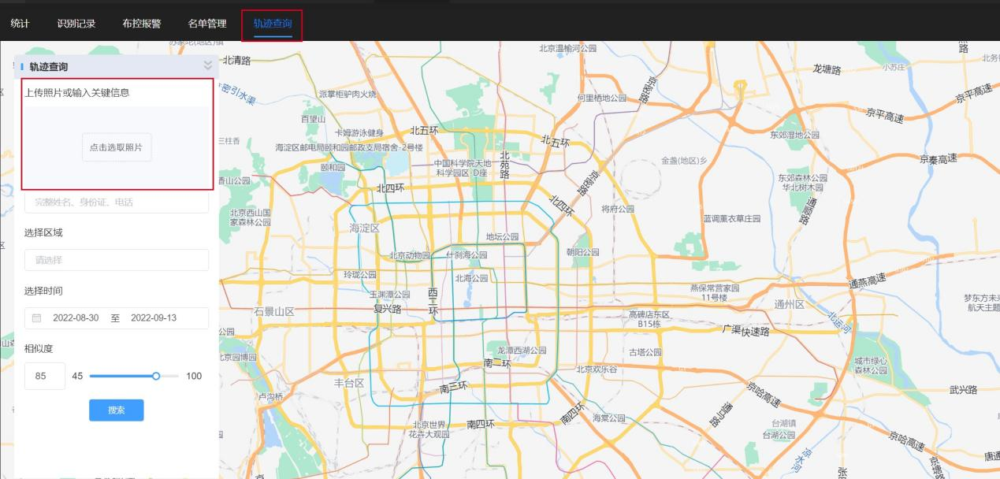 统计 识别记录 布控报警 名单管理 轨迹查询
轨迹查询
上传照片或输入关键信息
点击选取照片
完整姓名、身份证、电话
选择区域
请选择
选择时间
2022-08-30 至 2022-09-13
相似度
85 45 100
搜索
北清路
密引水渠
派掌柜驴肉火烧
百望山
卡姆游泳健身
三柱香
海淀区邮电局颐和园邮政支局宿舍-2号楼
颐和园
香山公园
北京西山国
家森林公园
北五环
北五环
中国科学院天地
科学园区-D座
北苑路
北四环
北四环
京密路
京密路
北京温榆河公园
何里栖地公园
龙塘路
小苏庄
京平高速
京平高速
东郊湿地公园
金盏(地区)乡
京秦高速
东郊森林公园
华北树木园
通顺路
将府公园
蓝调薰衣草庄园
海淀区
地坛公园
北京动物园
什刹海公园
朝阳公园
玲珑公园
北海公园
玉渊潭公园
西二环
复兴路
石景山区
燕保常营家园
11号楼
通燕高速
通州区
梦东方未来
航天主题
高碑店东区
B15栋
广渠快速路
北运河
龙潭西湖公园
古塔公园
城市绿心
森林公园
南二环
北京欢乐谷
丰台区
南三环
京哈高速
武兴路
卢沟桥
南四环
南四环
北京世界
花卉大观园
海棠公园
通马路
台湖镇
台湖公园
京哈高速
凉水河
京塘路